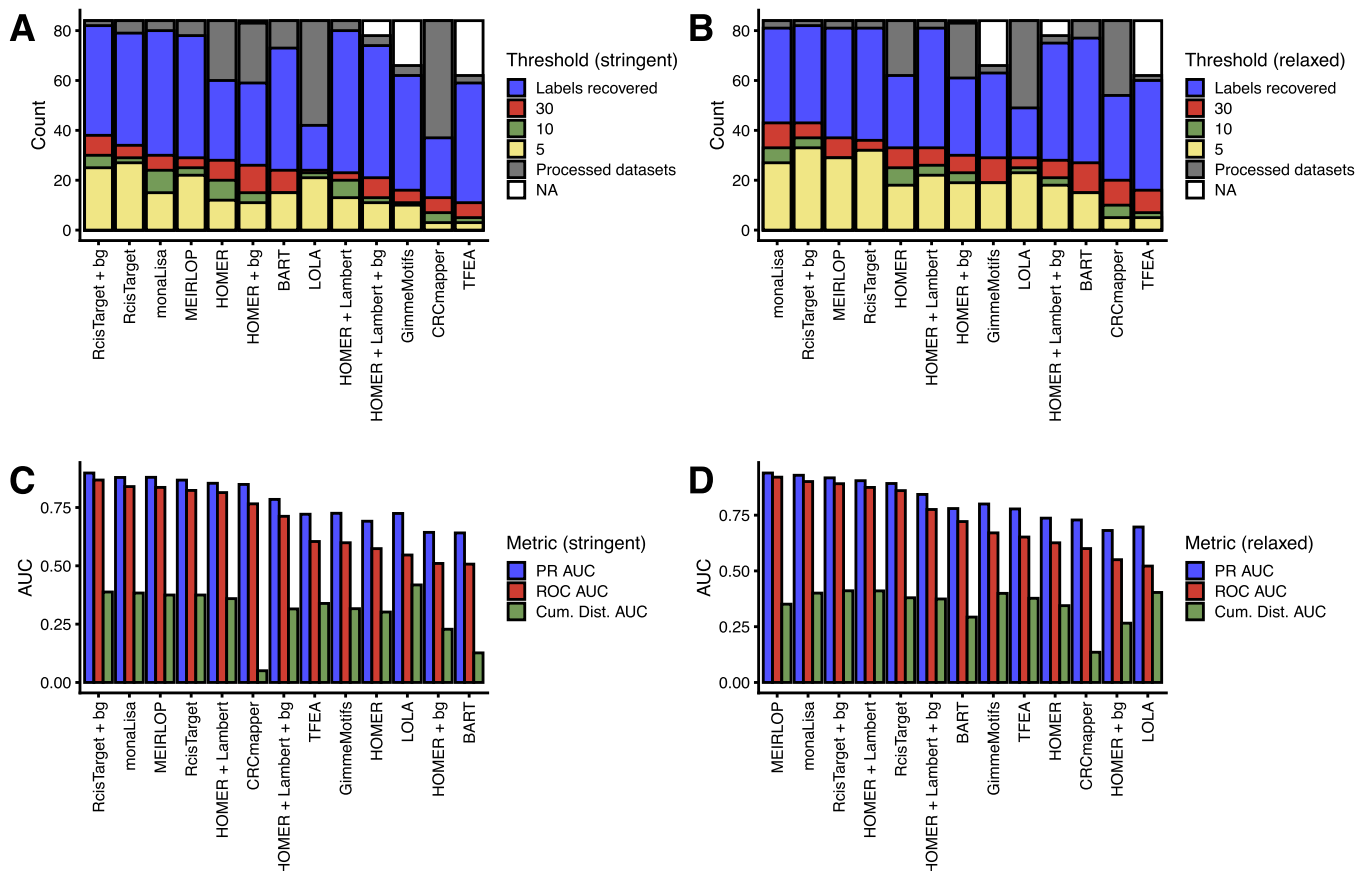 A
Count
80
60
40
20
0
RcisTarget + bg
RcisTarget
monaLisa
MEIRLOP
HOMER
HOMER + bg
BART
LOLA
HOMER + Lambert
HOMER + Lambert + bg
GimmeMotifs
CRCmapper
TFEA
Threshold (stringent)
Labels recovered
30
10
5
Processed datasets
NA
B
Count
80
60
40
20
0
monaLisa
RcisTarget + bg
MEIRLOP
RcisTarget
HOMER
HOMER + Lambert
HOMER + bg
GimmeMotifs
LOLA
HOMER + Lambert + bg
BART
CRCmapper
TFEA
Threshold (relaxed)
Labels recovered
30
10
5
Processed datasets
NA
C
AUC
0.75
0.50
0.25
0.00
RcisTarget + bg
monaLisa
MEIRLOP
RcisTarget
HOMER + Lambert
CRCmapper
HOMER + Lambert + bg
TFEA
GimmeMotifs
HOMER
LOLA
HOMER + bg
BART
Metric (stringent)
PR AUC
ROC AUC
Cum. Dist. AUC
D
AUC
0.75
0.50
0.25
0.00
MEIRLOP
monaLisa
RcisTarget + bg
HOMER + Lambert
RcisTarget
HOMER + Lambert + bg
BART
GimmeMotifs
TFEA
HOMER
CRCmapper
HOMER + bg
LOLA
Metric (relaxed)
PR AUC
ROC AUC
Cum. Dist. AUC